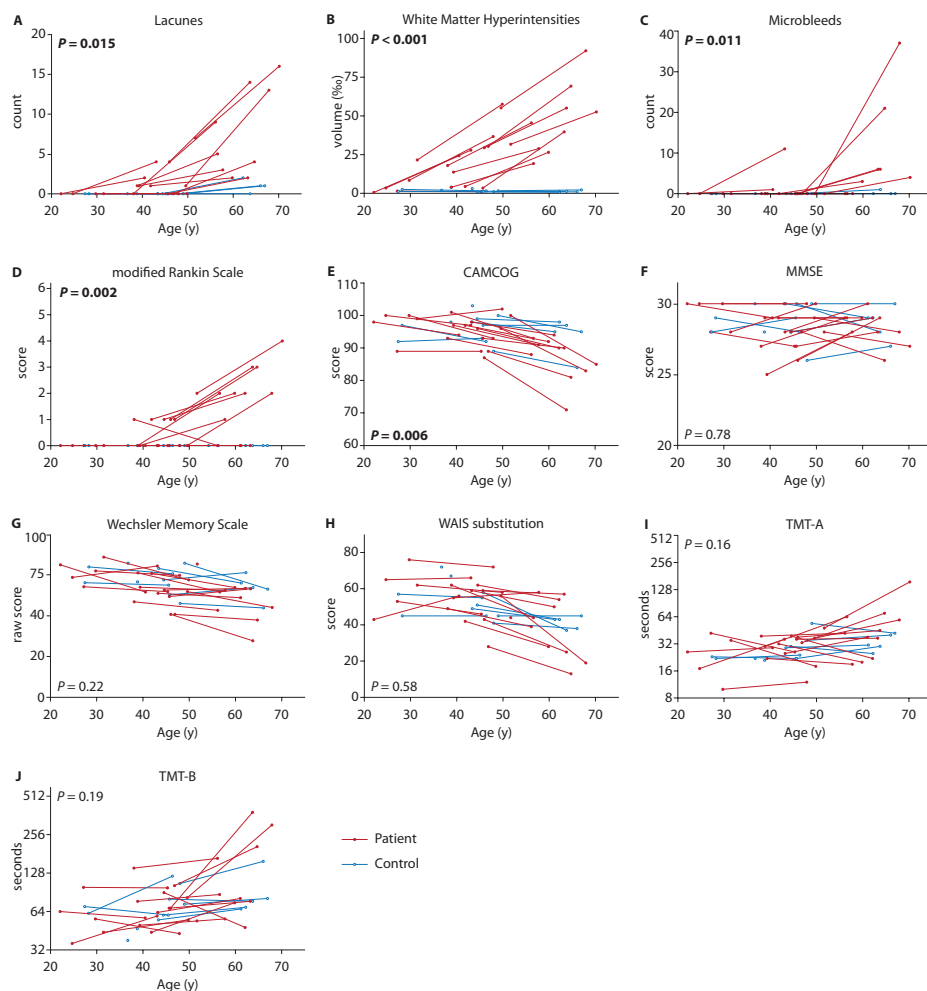 A Lacunes
P = 0.015
count
20
15
10
5
0
20 30 40 50 60 70
Age (y)
B White Matter Hyperintensities
P < 0.001
volume (‰)
100
75
50
25
0
20 30 40 50 60 70
Age (y)
C Microbleeds
P = 0.011
count
40
30
20
10
0
20 30 40 50 60 70
Age (y)
D modified Rankin Scale
P = 0.002
score
6
5
4
3
2
1
0
20 30 40 50 60 70
Age (y)
E CAMCOG
score
110
100
90
80
70
60
P = 0.006
20 30 40 50 60 70
Age (y)
F MMSE
score
30
25
20
P = 0.78
20 30 40 50 60 70
Age (y)
G Wechsler Memory Scale
raw score
100
75
40
20
0
P = 0.22
20 30 40 50 60 70
Age (y)
H WAIS substitution
score
80
60
40
20
0
P = 0.58
20 30 40 50 60 70
Age (y)
I TMT-A
P = 0.16
seconds
512
256
128
64
32
16
8
20 30 40 50 60 70
Age (y)
J TMT-B
P = 0.19
seconds
512
256
128
64
32
20 30 40 50 60 70
Age (y)
Patient
Control